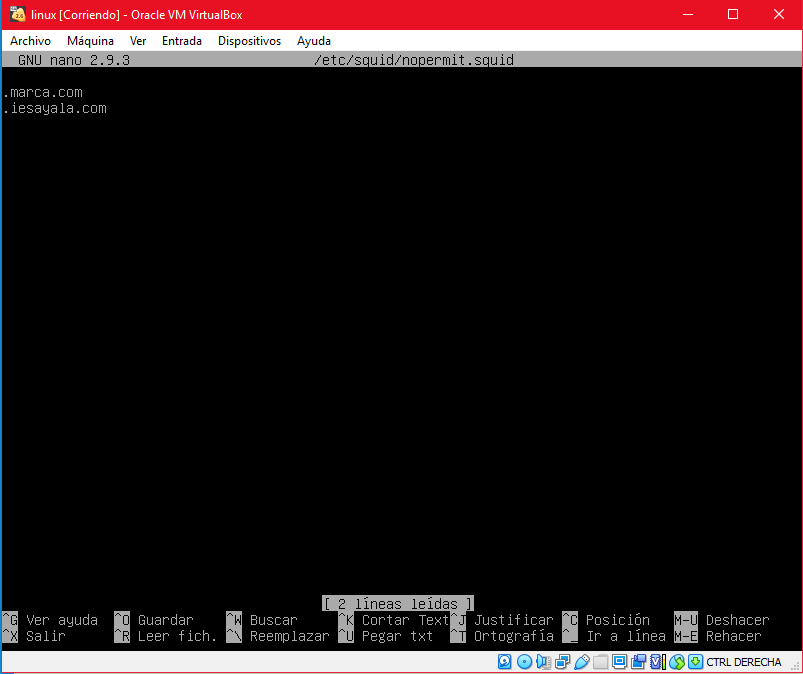 linux [Corriendo] - Oracle VM VirtualBox
Archivo Máquina Ver Entrada Dispositivos Ayuda
GNU nano 2.9.3 /etc/squid/nopermit.squid
.marca.com
.iesayala.com
[ 2 líneas leídas ]
^G Ver ayuda ^O Guardar ^W Buscar ^K Cortar Text ^J Justificar ^C Posición M-U Deshacer
^X Salir ^R Leer fich. ^\ Reemplazar ^U Pegar txt ^T Ortografía ^_ Ir a línea M-E Rehacer
CTRL DERECHA